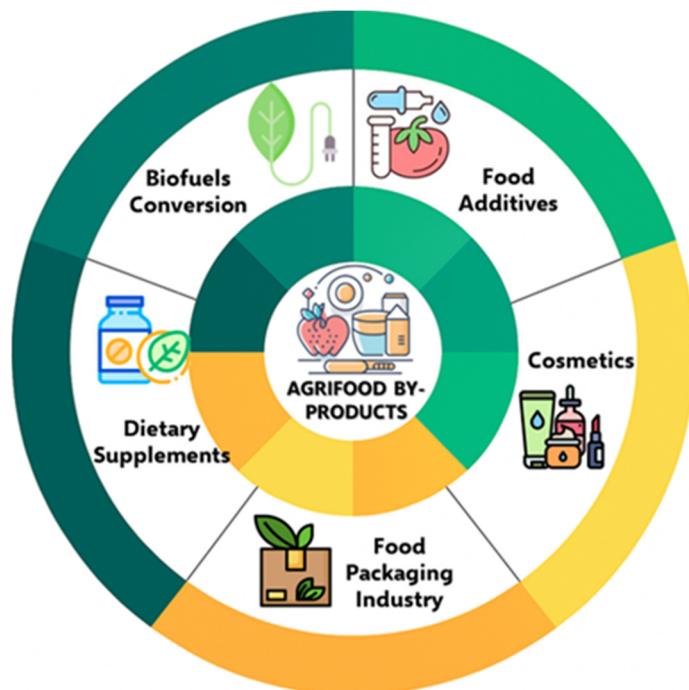 Biofuels
Conversion
Food
Additives
Cosmetics
AGRIFOOD BY-
PRODUCTS
Dietary
Supplements
Food
Packaging
Industry